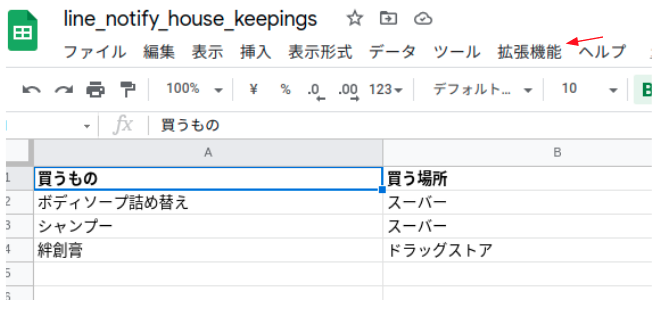 line_notify_house_keepings
ファイル 編集 表示 挿入 表示形式 データ ツール 拡張機能 ヘルプ
100% ¥ % .0 .00 123 デフォルト... 10 B
fx 買うもの
A B
1 買うもの 買う場所
2 ボディソープ詰め替え スーバー
3 シャンプー スーバー
4 絆創膏 ドラッグストア
5
6